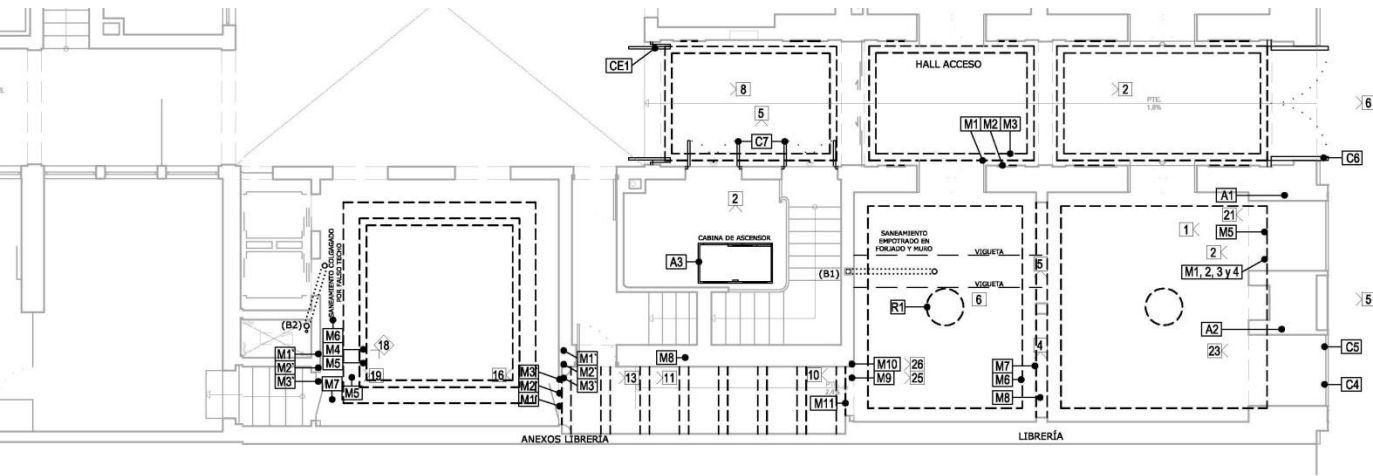 CE1
8
HALL ACCESO
2
PTE.
1,8%
6
5
M1 M2 M3
C7
C6
2
A1
21
1
M5
2
SANEAMIENTO
EMPOTRADO EN
FORJADO Y MURO
CABINA DE ASCENSOR
VIGUETA
A3
(B1)
5
M1, 2, 3 y 4
SANEAMIENTO COLGAGADO
POR FALSO TECHO
VIGUETA
6
5
R1
(B2)
A2
M6
18
M4
M1'
M5
M2'
M3'
M7
M5
19
16
M3
M2
M1
M1'
M2'
M3'
M8
13
11
10
M10
M9
26
25
M11
4
M7
M6
M8
23
C5
C4
ANEXOS LIBRERÍA
LIBRERÍA